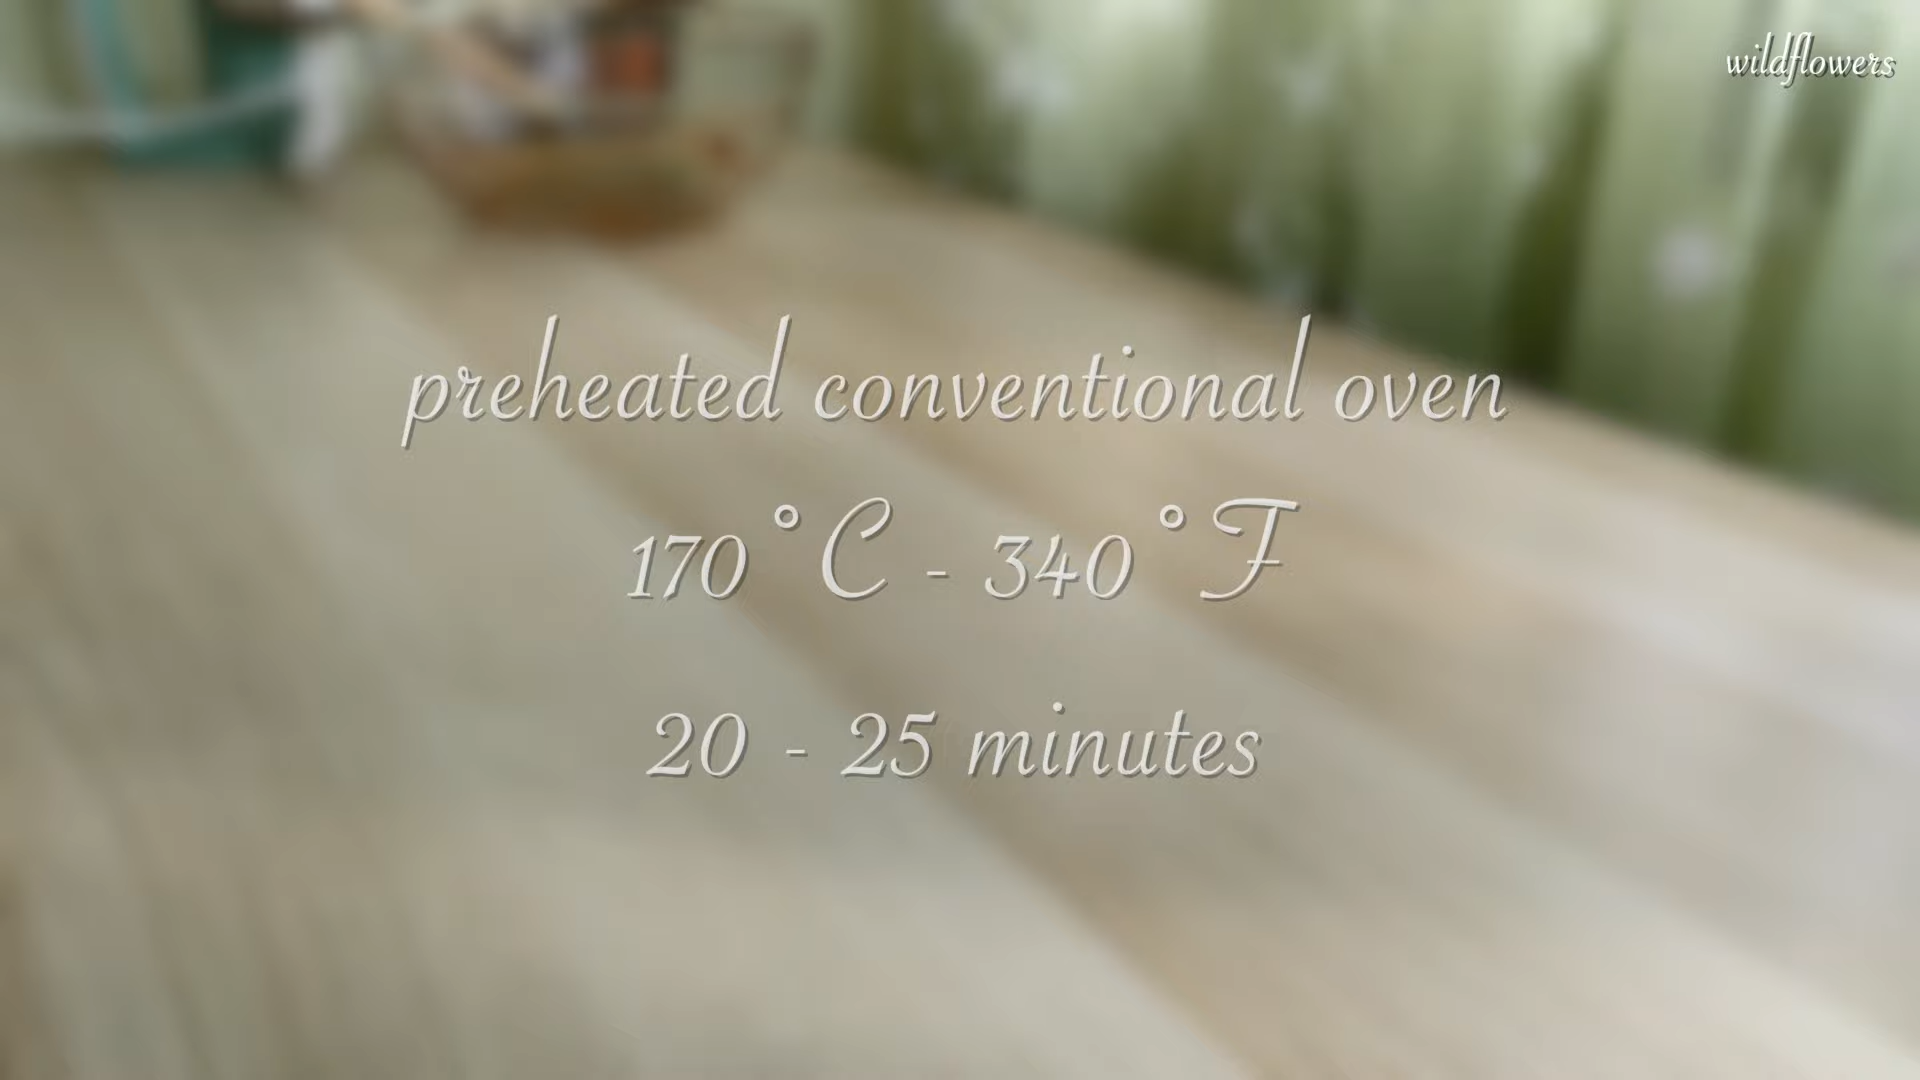 wildflowers
preheated conventional oven
170°C - 340°F
20 - 25 minutes